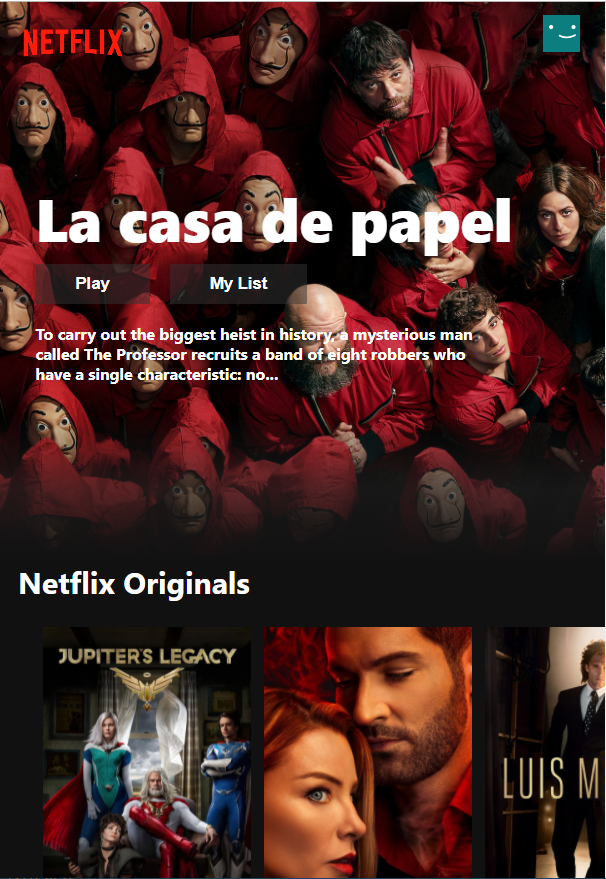 NETFLIX
La casa de papel
Play
My List
To carry out the biggest heist in history, a mysterious man
called The Professor recruits a band of eight robbers who
have a single characteristic: no...
Netflix Originals
JUPITER'S LEGACY
LUIS M